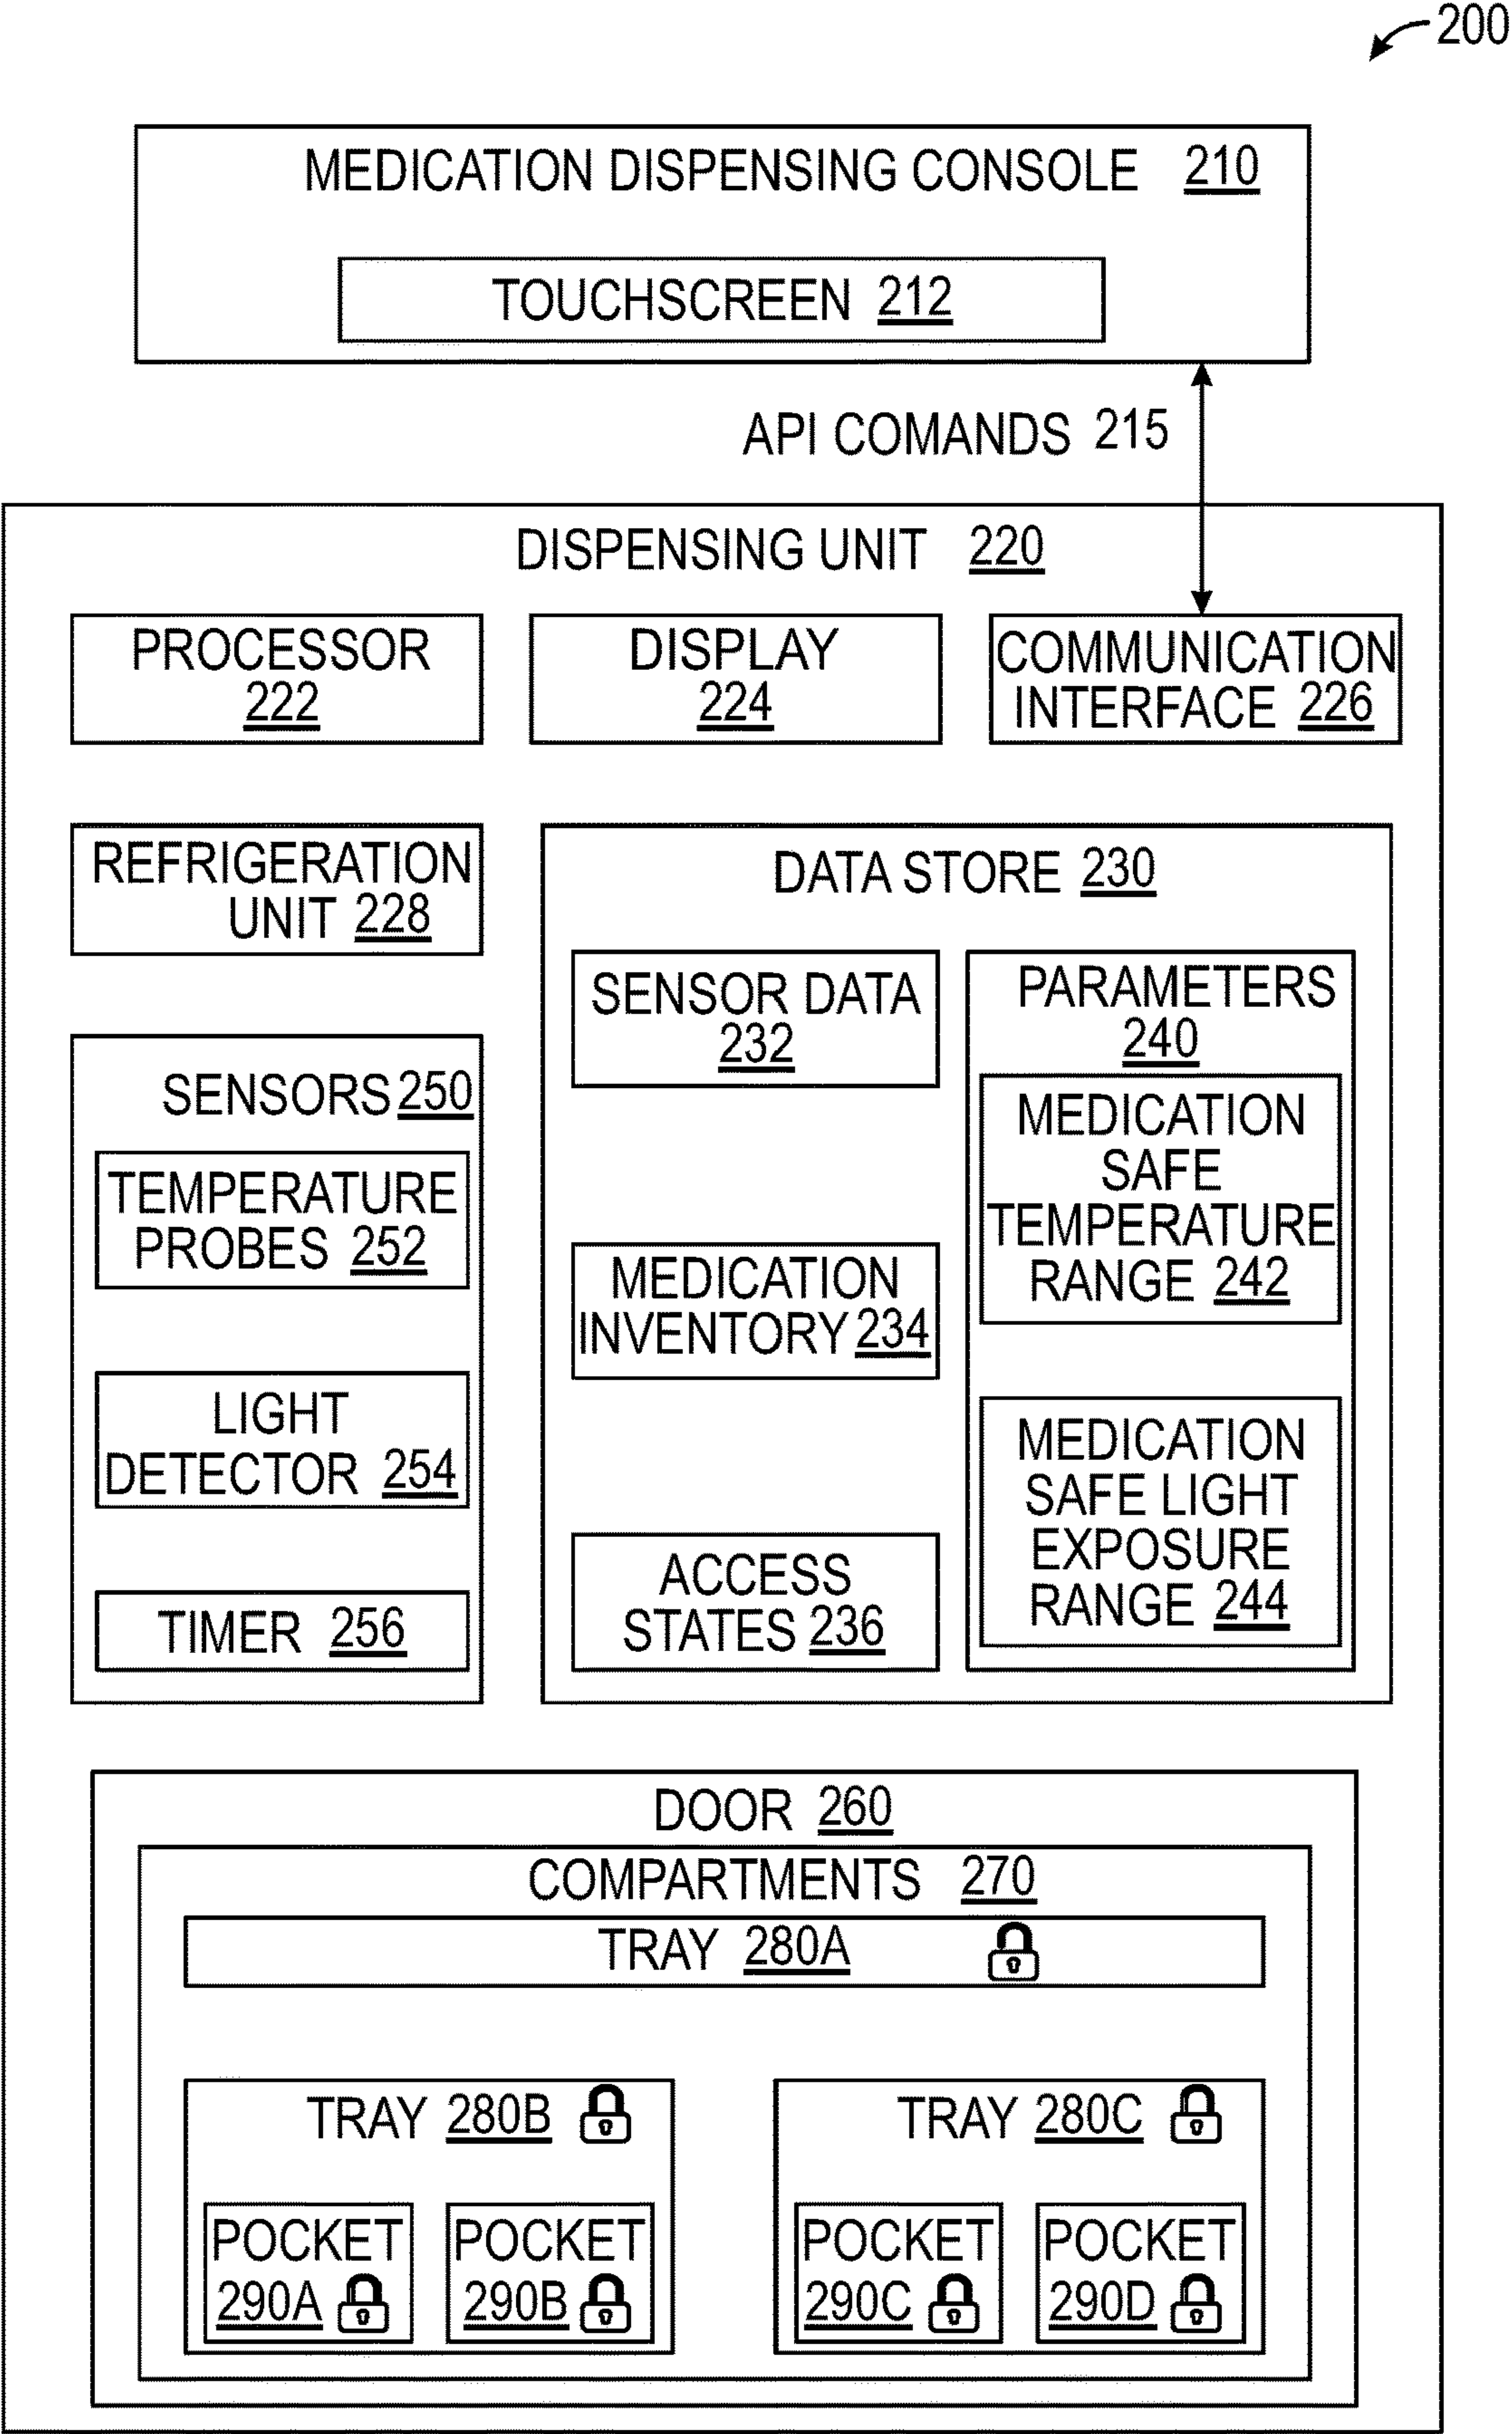 200
MEDICATION DISPENSING CONSOLE 210
TOUCHSCREEN 212
API COMANDS 215
DISPENSING UNIT 220
PROCESSOR
222
DISPLAY
224
COMMUNICATION
INTERFACE 226
REFRIGERATION
UNIT 228
DATA STORE 230
SENSOR DATA
232
MEDICATION
INVENTORY 234
ACCESS
STATES 236
PARAMETERS
240
MEDICATION
SAFE
TEMPERATURE
RANGE 242
MEDICATION
SAFE LIGHT
EXPOSURE
RANGE 244
SENSORS 250
TEMPERATURE
PROBES 252
LIGHT
DETECTOR 254
TIMER 256
DOOR 260
COMPARTMENTS 270
TRAY 280A
TRAY 280B
POCKET
290A
POCKET
290B
TRAY 280C
POCKET
290C
POCKET
290D